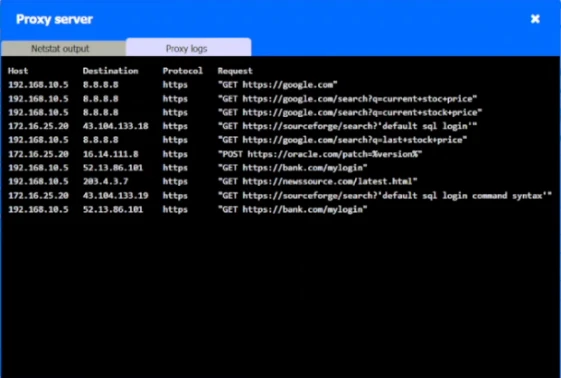 Proxy server ×
Netstat output Proxy logs
Host Destination Protocol Request
192.168.10.5 8.8.8.8 https "GET https://google.com"
192.168.10.5 8.8.8.8 https "GET https://google.com/search?q=current+stoc+price"
192.168.10.5 8.8.8.8 https "GET https://google.com/search?q=current+stock+price"
172.16.25.20 43.104.133.18 https "GET https://sourceforge/search?'default sql login'"
192.168.10.5 8.8.8.8 https "GET https://google.com/search?q=last+stock+price"
172.16.25.20 16.14.111.8 https "POST https://oracle.com/patch=%version%"
192.168.10.5 52.13.86.101 https "GET https://bank.com/mylogin"
192.168.10.5 203.4.3.7 https "GET https://newssource.com/latest.html"
172.16.25.20 43.104.133.19 https "GET https://sourceforge/search?'default sql login command syntax'"
192.168.10.5 52.13.86.101 https "GET https://bank.com/mylogin"